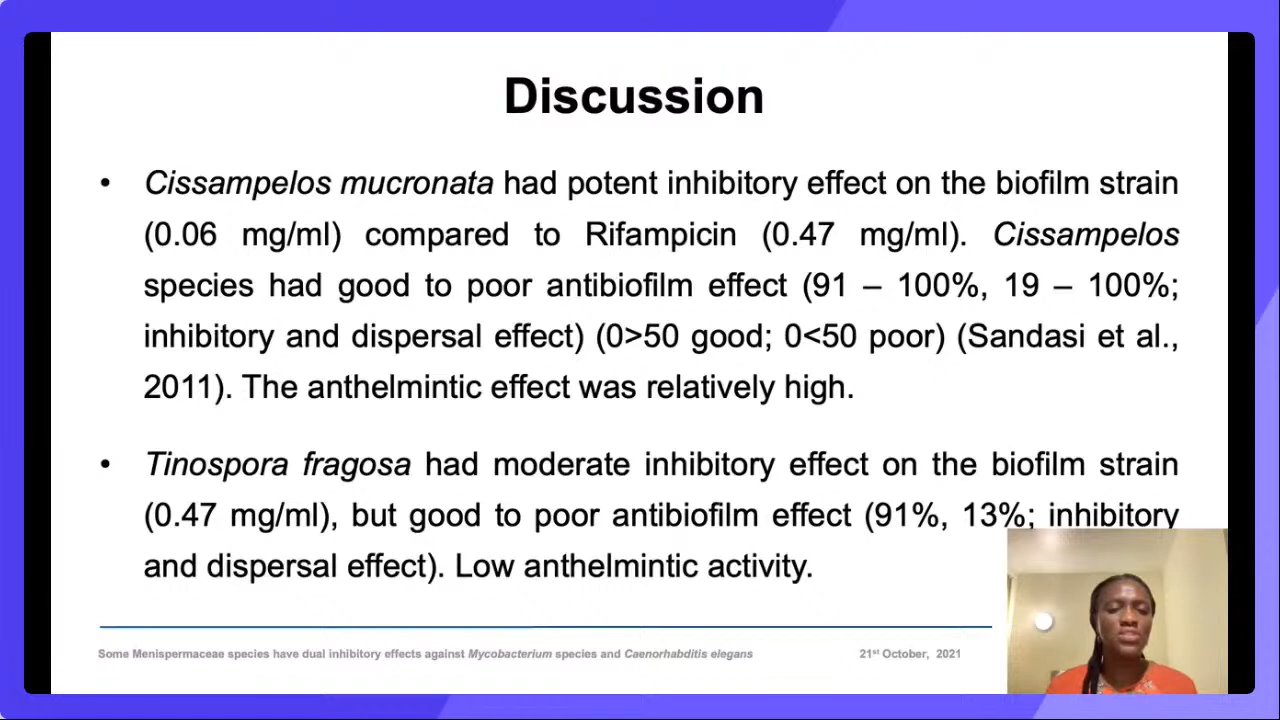 Discussion
• Cissampelos mucronata had potent inhibitory effect on the biofilm strain
(0.06 mg/ml) compared to Rifampicin (0.47 mg/ml). Cissampelos
species had good to poor antibiofilm effect (91 – 100%, 19 – 100%;
inhibitory and dispersal effect) (0>50 good; 0<50 poor) (Sandasi et al.,
2011). The anthelmintic effect was relatively high.
• Tinospora fragosa had moderate inhibitory effect on the biofilm strain
(0.47 mg/ml), but good to poor antibiofilm effect (91%, 13%; inhibitory
and dispersal effect). Low anthelmintic activity.
Some Menispermaceae species have dual inhibitory effects against Mycobacterium species and Caenorhabditis elegans
21st October, 2021